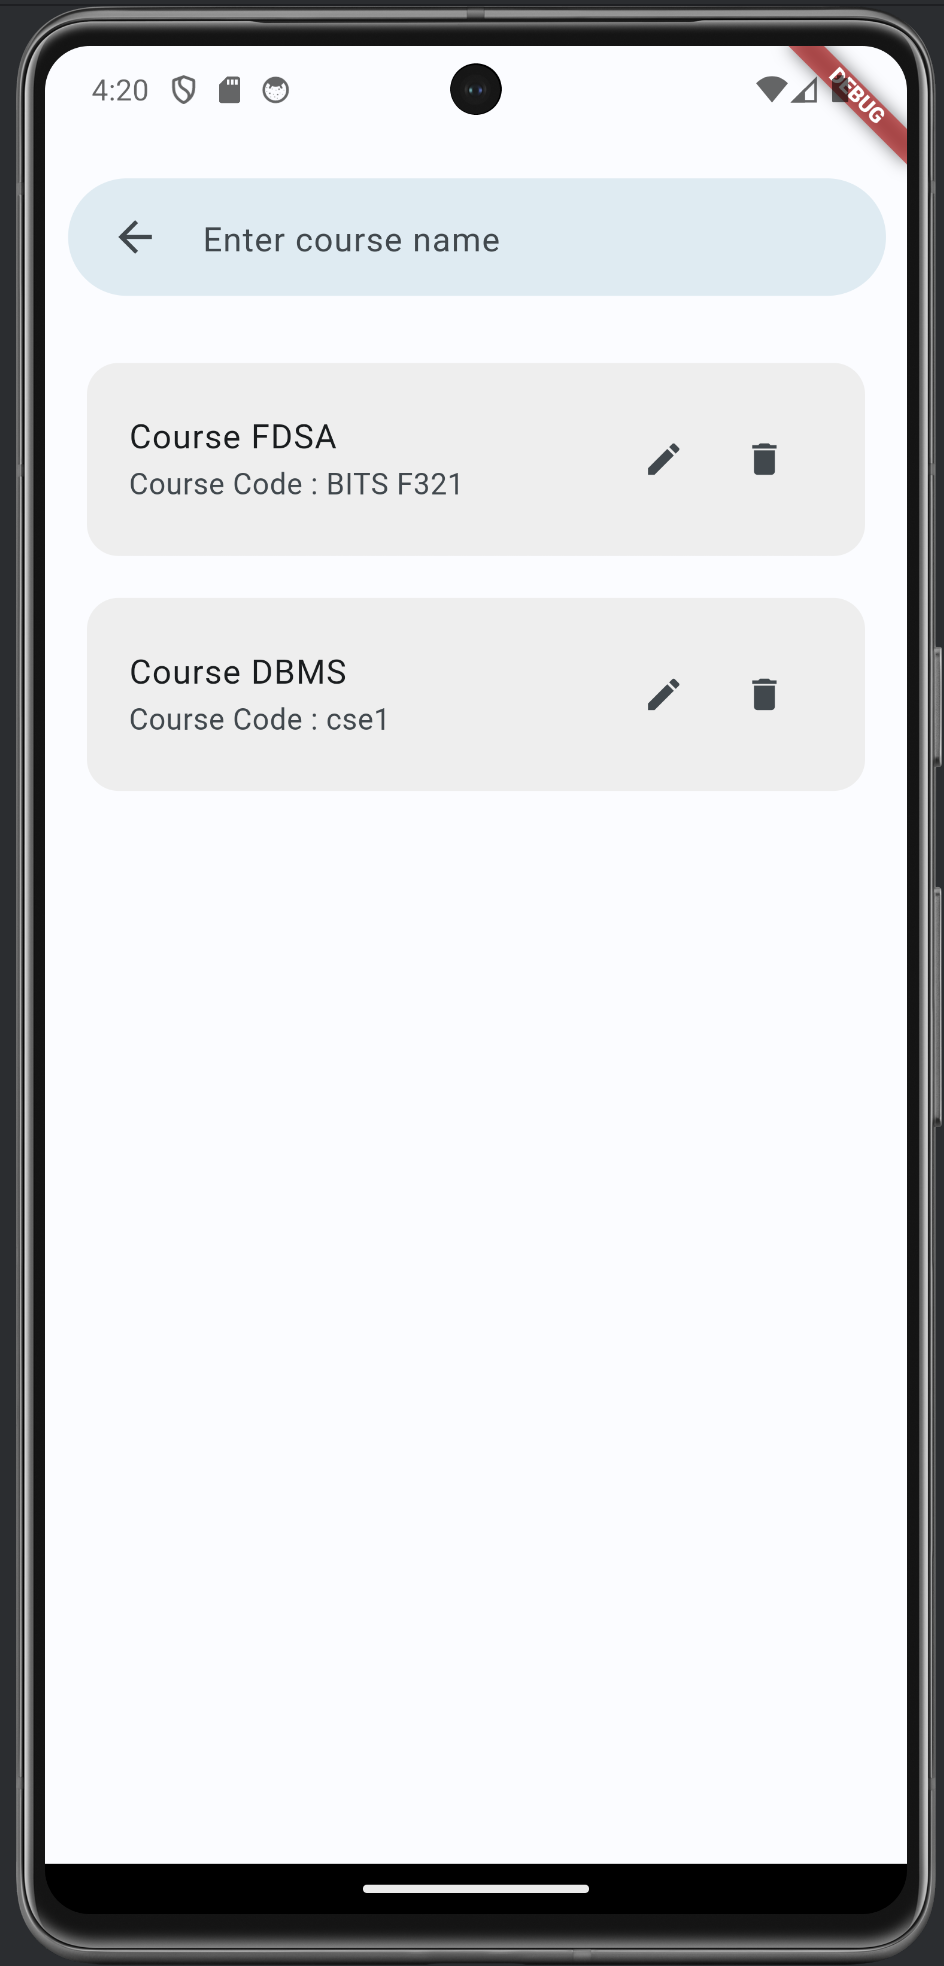 4:20
DEBUG
Enter course name
Course FDSA
Course Code : BITS F321
Course DBMS
Course Code : cse1